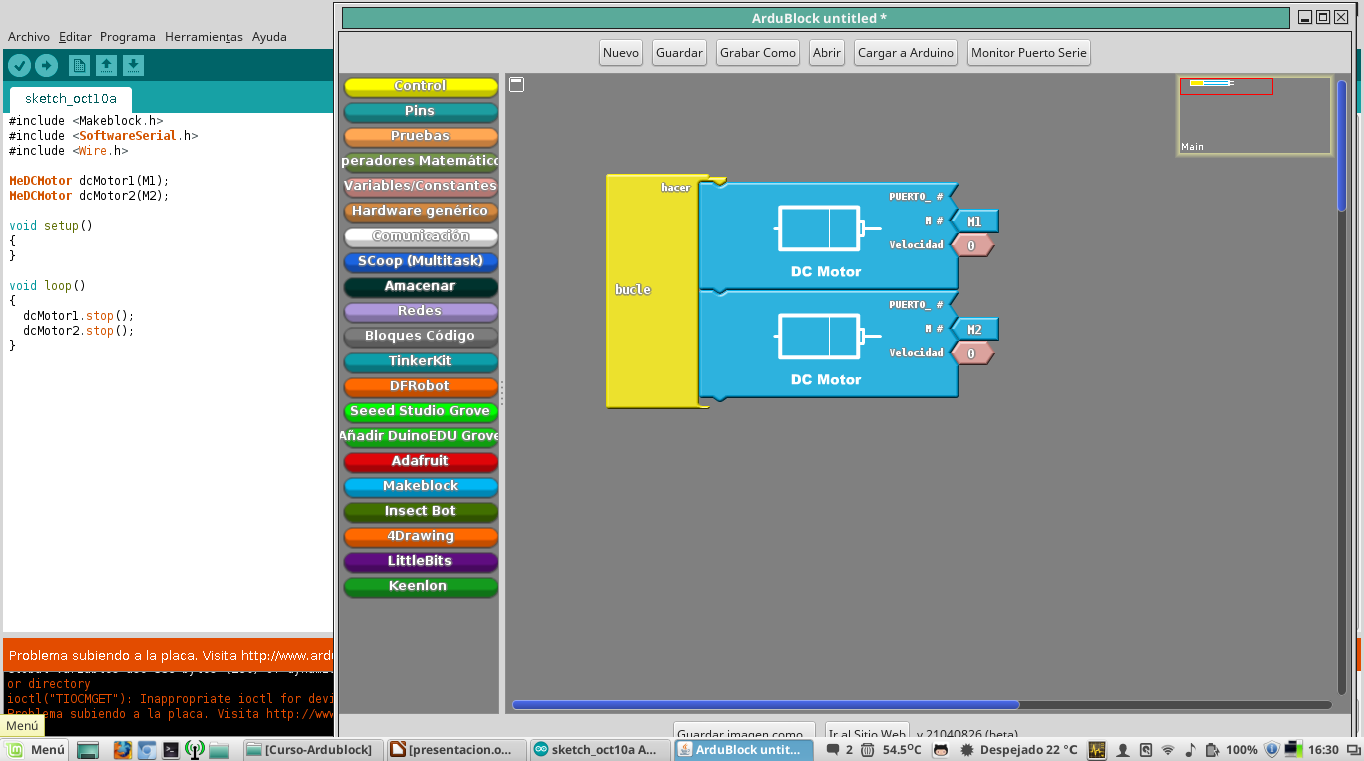 ArduBlock untitled *
Archivo Editar Programa Herramientas Ayuda
Nuevo Guardar Grabar Como Abrir Cargar a Arduino Monitor Puerto Serie
sketch_oct10a
#include <Makeblock.h>
#include <SoftwareSerial.h>
#include <Wire.h>
MeDCMotor dcMotor1(M1);
MeDCMotor dcMotor2(M2);
void setup()
{
}
void loop()
{
dcMotor1.stop();
dcMotor2.stop();
}
Control
Pins
Pruebas
peradores Matemático
Variables/Constantes
Hardware genérico
Comunicación
SCoop (Multitask)
Amacenar
Redes
Bloques Código
TinkerKit
DFRobot
Seeed Studio Grove
Añadir DuinoEDU Grove
Adafruit
Makeblock
Insect Bot
4Drawing
LittleBits
Keenlon
Main
hacer
bucle
PUERTO_ #
M # M1
Velocidad 0
DC Motor
PUERTO_ #
M # M2
Velocidad 0
DC Motor
Problema subiendo a la placa. Visita http://www.ard
or directory
ioctl("TIOCMGET"): Inappropriate ioctl for devi
Problema subiendo a la placa. Visita http://www
Menú
Guardar imagen como Ir al Sitio Web v 21040826 (beta)
Menú [Curso-Ardublock] [presentacion.o... sketch_oct10a A... ArduBlock untit... 2 54.5°C Despejado 22 °C 100% 16:30